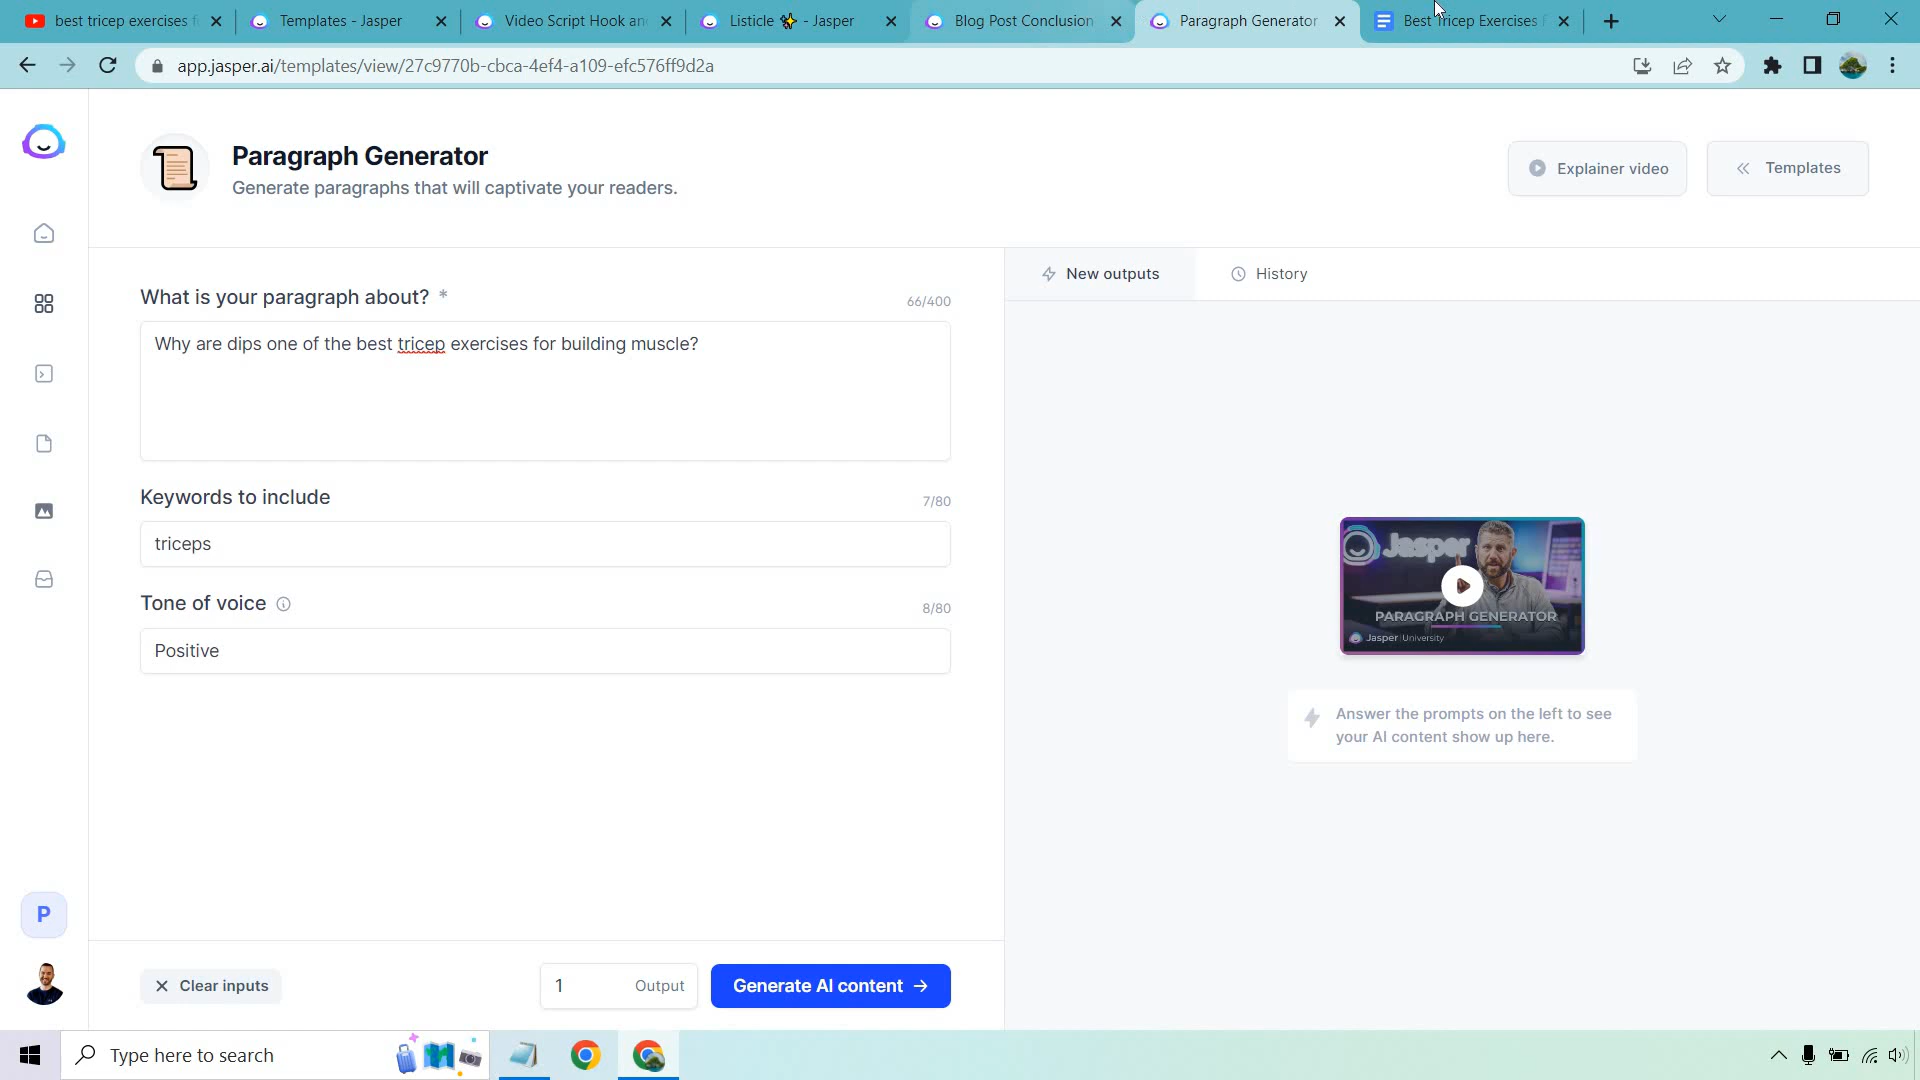 best tricep exercises f
Templates - Jasper
Video Script Hook an
Listicle ✨ - Jasper
Blog Post Conclusion
Paragraph Generator
Best Tricep Exercises f
app.jasper.ai/templates/view/27c9770b-cbca-4ef4-a109-efc576ff9d2a
Paragraph Generator
Generate paragraphs that will captivate your readers.
Explainer video
Templates
What is your paragraph about? *
66/400
Why are dips one of the best tricep exercises for building muscle?
Keywords to include
7/80
triceps
Tone of voice
8/80
Positive
New outputs
History
Jasper
PARAGRAPH GENERATOR
Jasper University
Answer the prompts on the left to see
your AI content show up here.
P
Clear inputs
1 Output
Generate AI content →
Type here to search